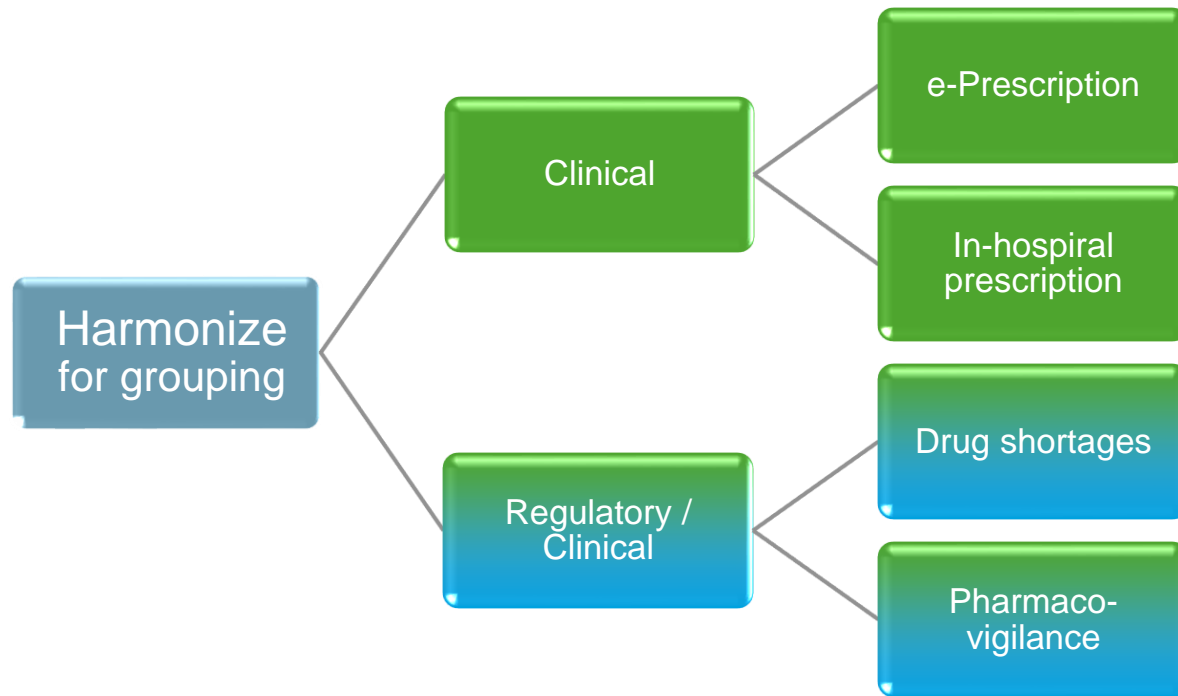 Harmonize
for grouping
Clinical
Regulatory /
Clinical
e-Prescription
In-hospiral
prescription
Drug shortages
Pharmaco-
vigilance